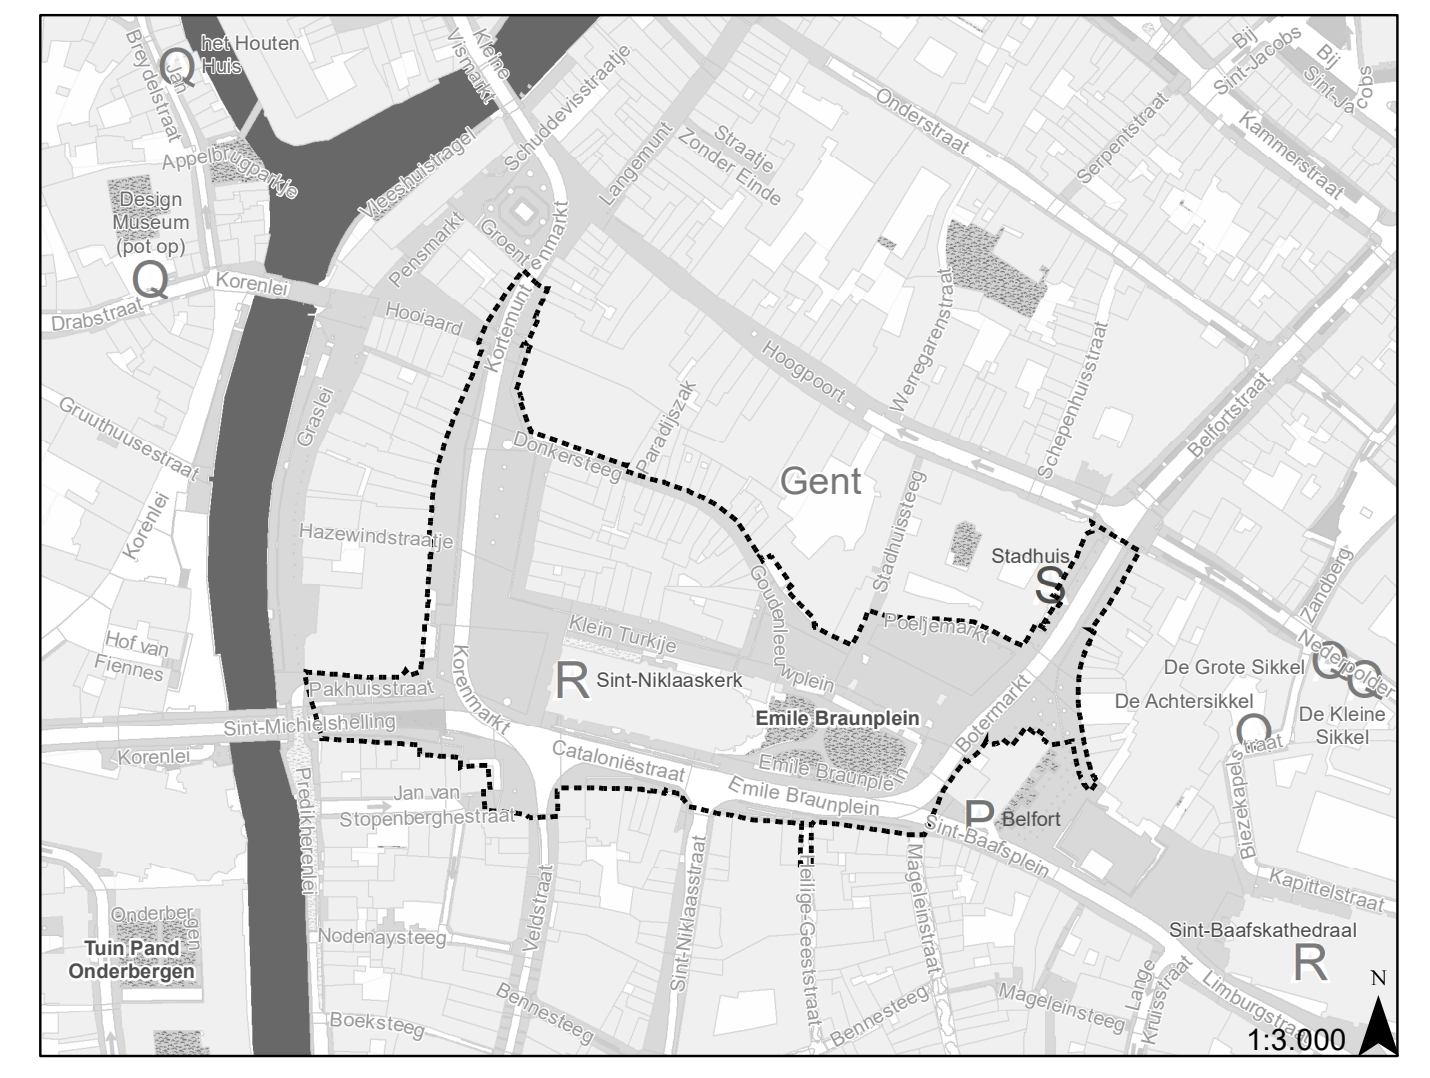 het Houten
Huis
Q
Jan
Breydelstraat
Kleine
Vismarkt
Schuddevisstraatje
Bij
Sint-Jacobs
Bij
Sint-Jacobs
Onderstraat
Serpentstraat
Kammerstraat
Langemunt
Straatje
Zonder Einde
Appelbrugparkje
Vleeshuistragel
Design
Museum
(pot op)
Q
Pensmarkt
Groentenmarkt
Korenlei
Drabstraat
Hooiaard
Kortemunt
Werregarenstraat
Hoogpoort
Schepenhuisstraat
Belfortstraat
Graslei
Gruuthuusestraat
Paradijszak
Donkersteeg
Gent
Korenlei
Hazewindstraatje
Stadhuissteeg
Stadhuis
S
Zandberg
Goudenleeuwplein
Klein Turkije
Poeljemarkt
Hof van
Fiennes
Nederpolder
De Grote Sikkel
Q
Q
Korenmarkt
Pakhuisstraat
R
Sint-Niklaaskerk
De Achtersikkel
Q
De Kleine
Sikkel
Emile Braunplein
Botermarkt
Sint-Michielshelling
Korenlei
Cataloniëstraat
Emile Braunplein
Emile Braunplein
Biezekapelstraat
Jan van
Stopenberghestraat
P
Belfort
Sint-Baafsplein
Predikherenlei
Heilige-Geeststraat
Mageleinstraat
Sint-Niklaasstraat
Veldstraat
Kapittelstraat
Onderbergen
Tuin Pand
Onderbergen
Nodenaysteeg
Sint-Baafskathedraal
R
Bennesteeg
Bennesteeg
Mageleinsteeg
Lange
Kruisstraat
Limburgstraat
Boeksteeg
N
1:3.000